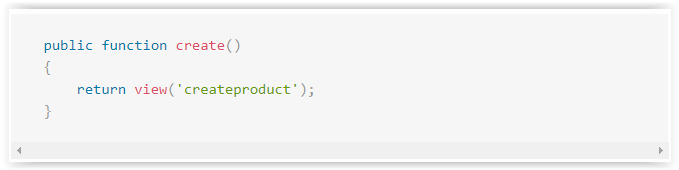 public function create()
{
    return view('createproduct');
}